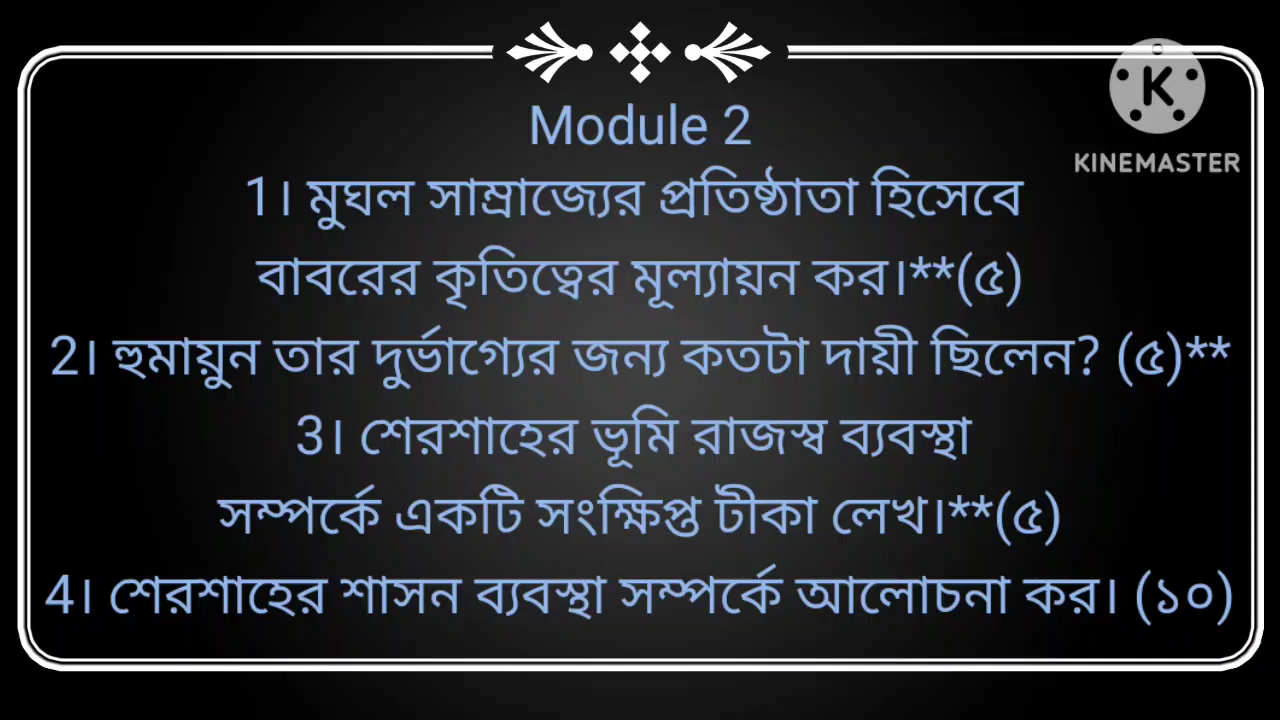 Module 2
KINEMASTER
1। মুঘল সাম্রাজ্যের প্রতিষ্ঠাতা হিসেবে
বাবরের কৃতিত্বের মূল্যায়ন কর।**(৫)
2। হুমায়ুন তার দুর্ভাগ্যের জন্য কতটা দায়ী ছিলেন? (৫)**
3। শেরশাহের ভূমি রাজস্ব ব্যবস্থা
সম্পর্কে একটি সংক্ষিপ্ত টীকা লেখ।**(৫)
4। শেরশাহের শাসন ব্যবস্থা সম্পর্কে আলোচনা কর। (১০)